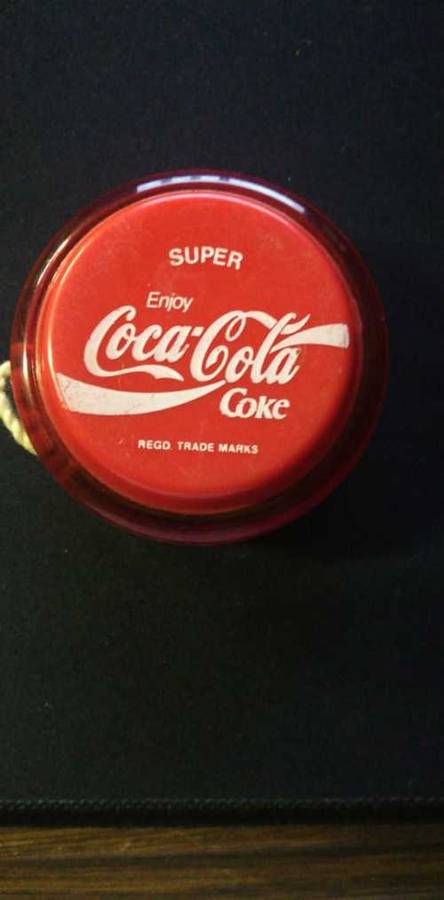 SUPER
Enjoy
Coca-Cola
Coke
REGD. TRADE MARKS